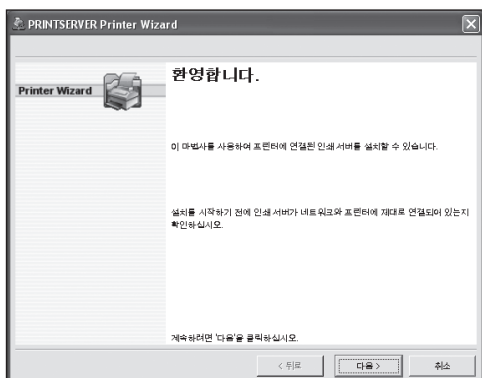 PRINTSERVER Printer Wizard
Printer Wizard
환영합니다.
이 마법사를 사용하여 프린터에 연결된 인쇄 서버를 설치할 수 있습니다.
설치를 시작하기 전에 인쇄 서버가 네트워크와 프린터에 제대로 연결되어 있는지
확인하십시오.
계속하려면 '다음'을 클릭하십시오.
< 뒤로
다음 >
취소